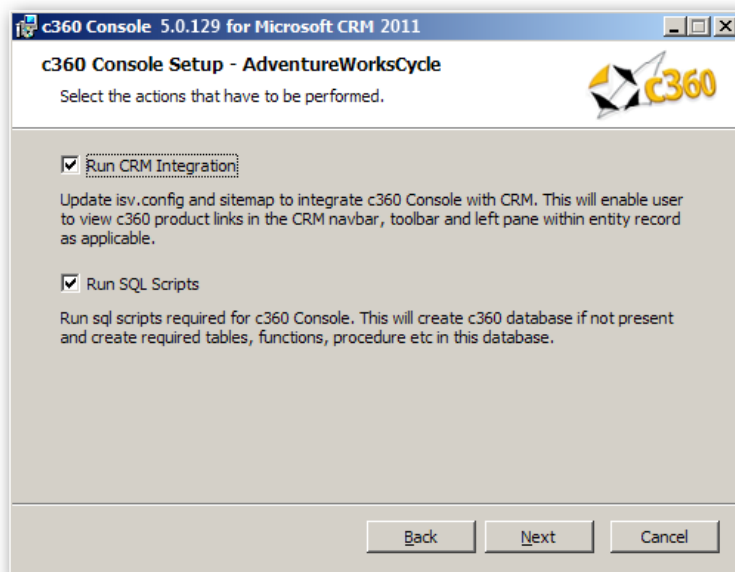 c360 Console 5.0.129 for Microsoft CRM 2011
c360 Console Setup - AdventureWorksCycle
Select the actions that have to be performed.
c360
Run CRM Integration
Update isv.config and sitemap to integrate c360 Console with CRM. This will enable user
to view c360 product links in the CRM navbar, toolbar and left pane within entity record
as applicable.
Run SQL Scripts
Run sql scripts required for c360 Console. This will create c360 database if not present
and create required tables, functions, procedure etc in this database.
Back
Next
Cancel